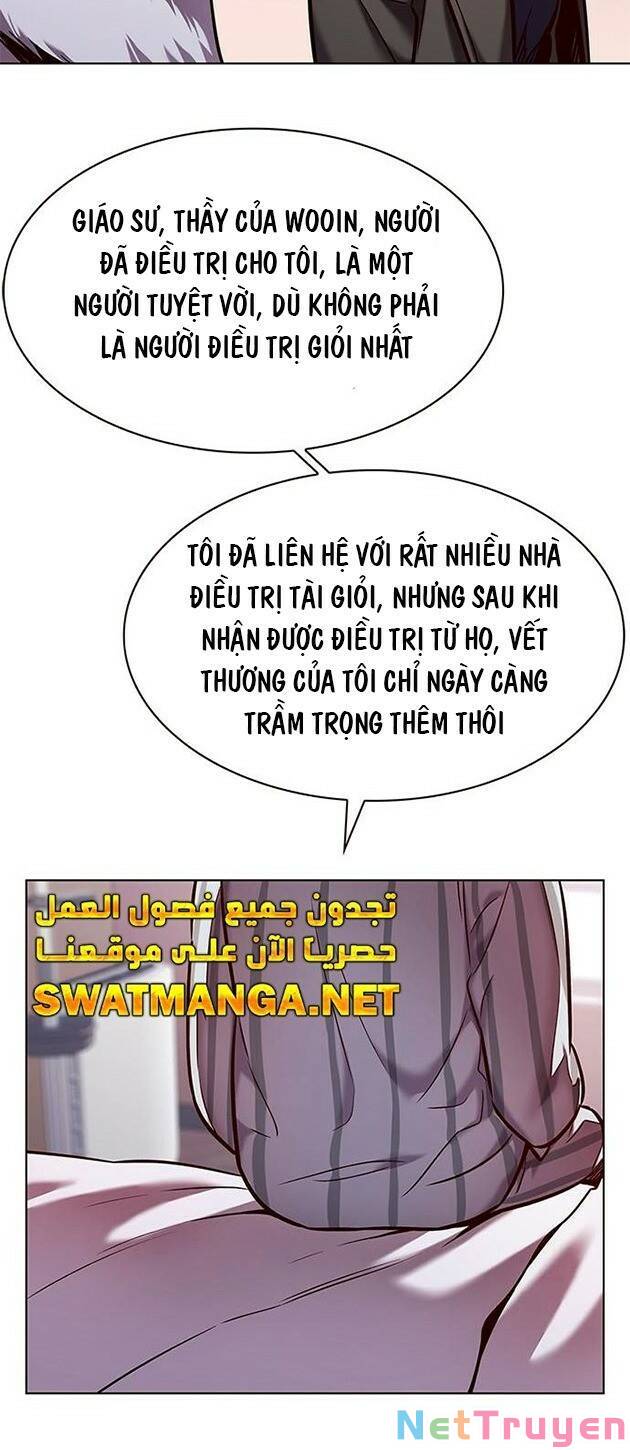 GIÁO SƯ, THẦY CỦA WOOIN, NGƯỜI
ĐÃ ĐIỀU TRỊ CHO TÔI, LÀ MỘT
NGƯỜI TUYỆT VỜI, DÙ KHÔNG PHẢI
LÀ NGƯỜI ĐIỀU TRỊ GIỎI NHẤT
TÔI ĐÃ LIÊN HỆ VỚI RẤT NHIỀU NHÀ
ĐIỀU TRỊ TÀI GIỎI, NHƯNG SAU KHI
NHẬN ĐƯỢC ĐIỀU TRỊ TỪ HỌ, VẾT
THƯƠNG CỦA TÔI CHỈ NGÀY CÀNG
TRẦM TRỌNG THÊM THÔI
تجدون جميع فصول العمل
حصرياً الآن على موقعنا
SWATMANGA.NET
NetTruyen